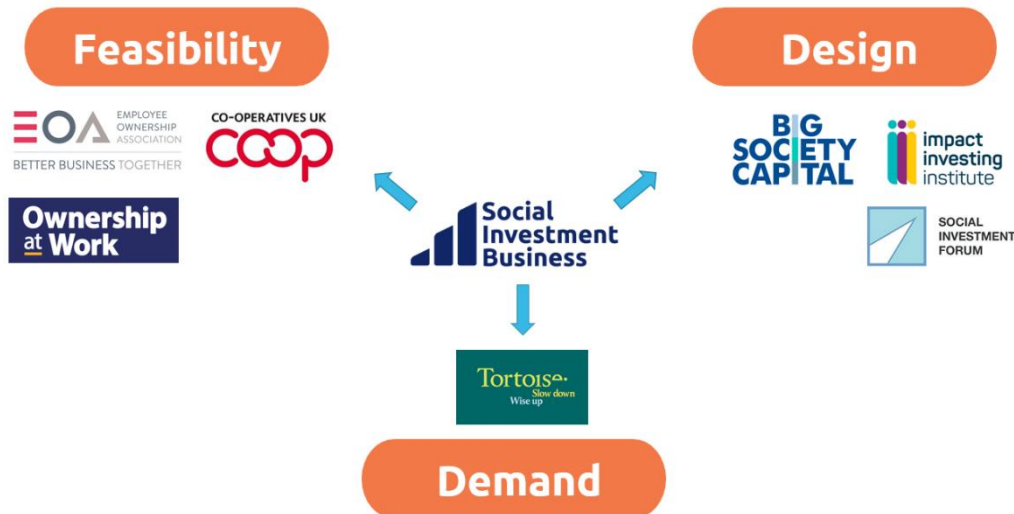 Feasibility
Design
EOA
EMPLOYEE
OWNERSHIP
ASSOCIATION
BETTER BUSINESS TOGETHER
CO-OPERATIVES UK
coop
Ownership
at Work
BIG
SOCIETY
CAPITAL
impact
investing
institute
SOCIAL
INVESTMENT
FORUM
Social
Investment
Business
Tortoise.
Slow down
Wise up
Demand